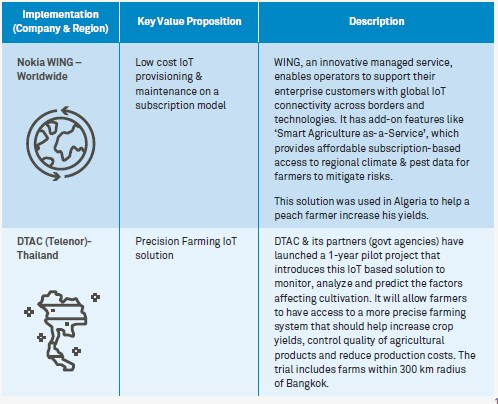 Implementation
(Company & Region)
Key Value Proposition
Description
Nokia WING –
Worldwide
Low cost IoT
provisioning &
maintenance on a
subscription model
WING, an innovative managed service,
enables operators to support their
enterprise customers with global IoT
connectivity across borders and
technologies. It has add-on features like
‘Smart Agriculture as-a-Service’, which
provides affordable subscription-based
access to regional climate & pest data for
farmers to mitigate risks.
This solution was used in Algeria to help a
peach farmer increase his yields.
DTAC (Telenor)-
Thailand
Precision Farming IoT
solution
DTAC & its partners (govt agencies) have
launched a 1-year pilot project that
introduces this IoT based solution to
monitor, analyze and predict the factors
affecting cultivation. It will allow farmers
to have access to a more precise farming
system that should help increase crop
yields, control quality of agricultural
products and reduce production costs. The
trial includes farms within 300 km radius
of Bangkok.